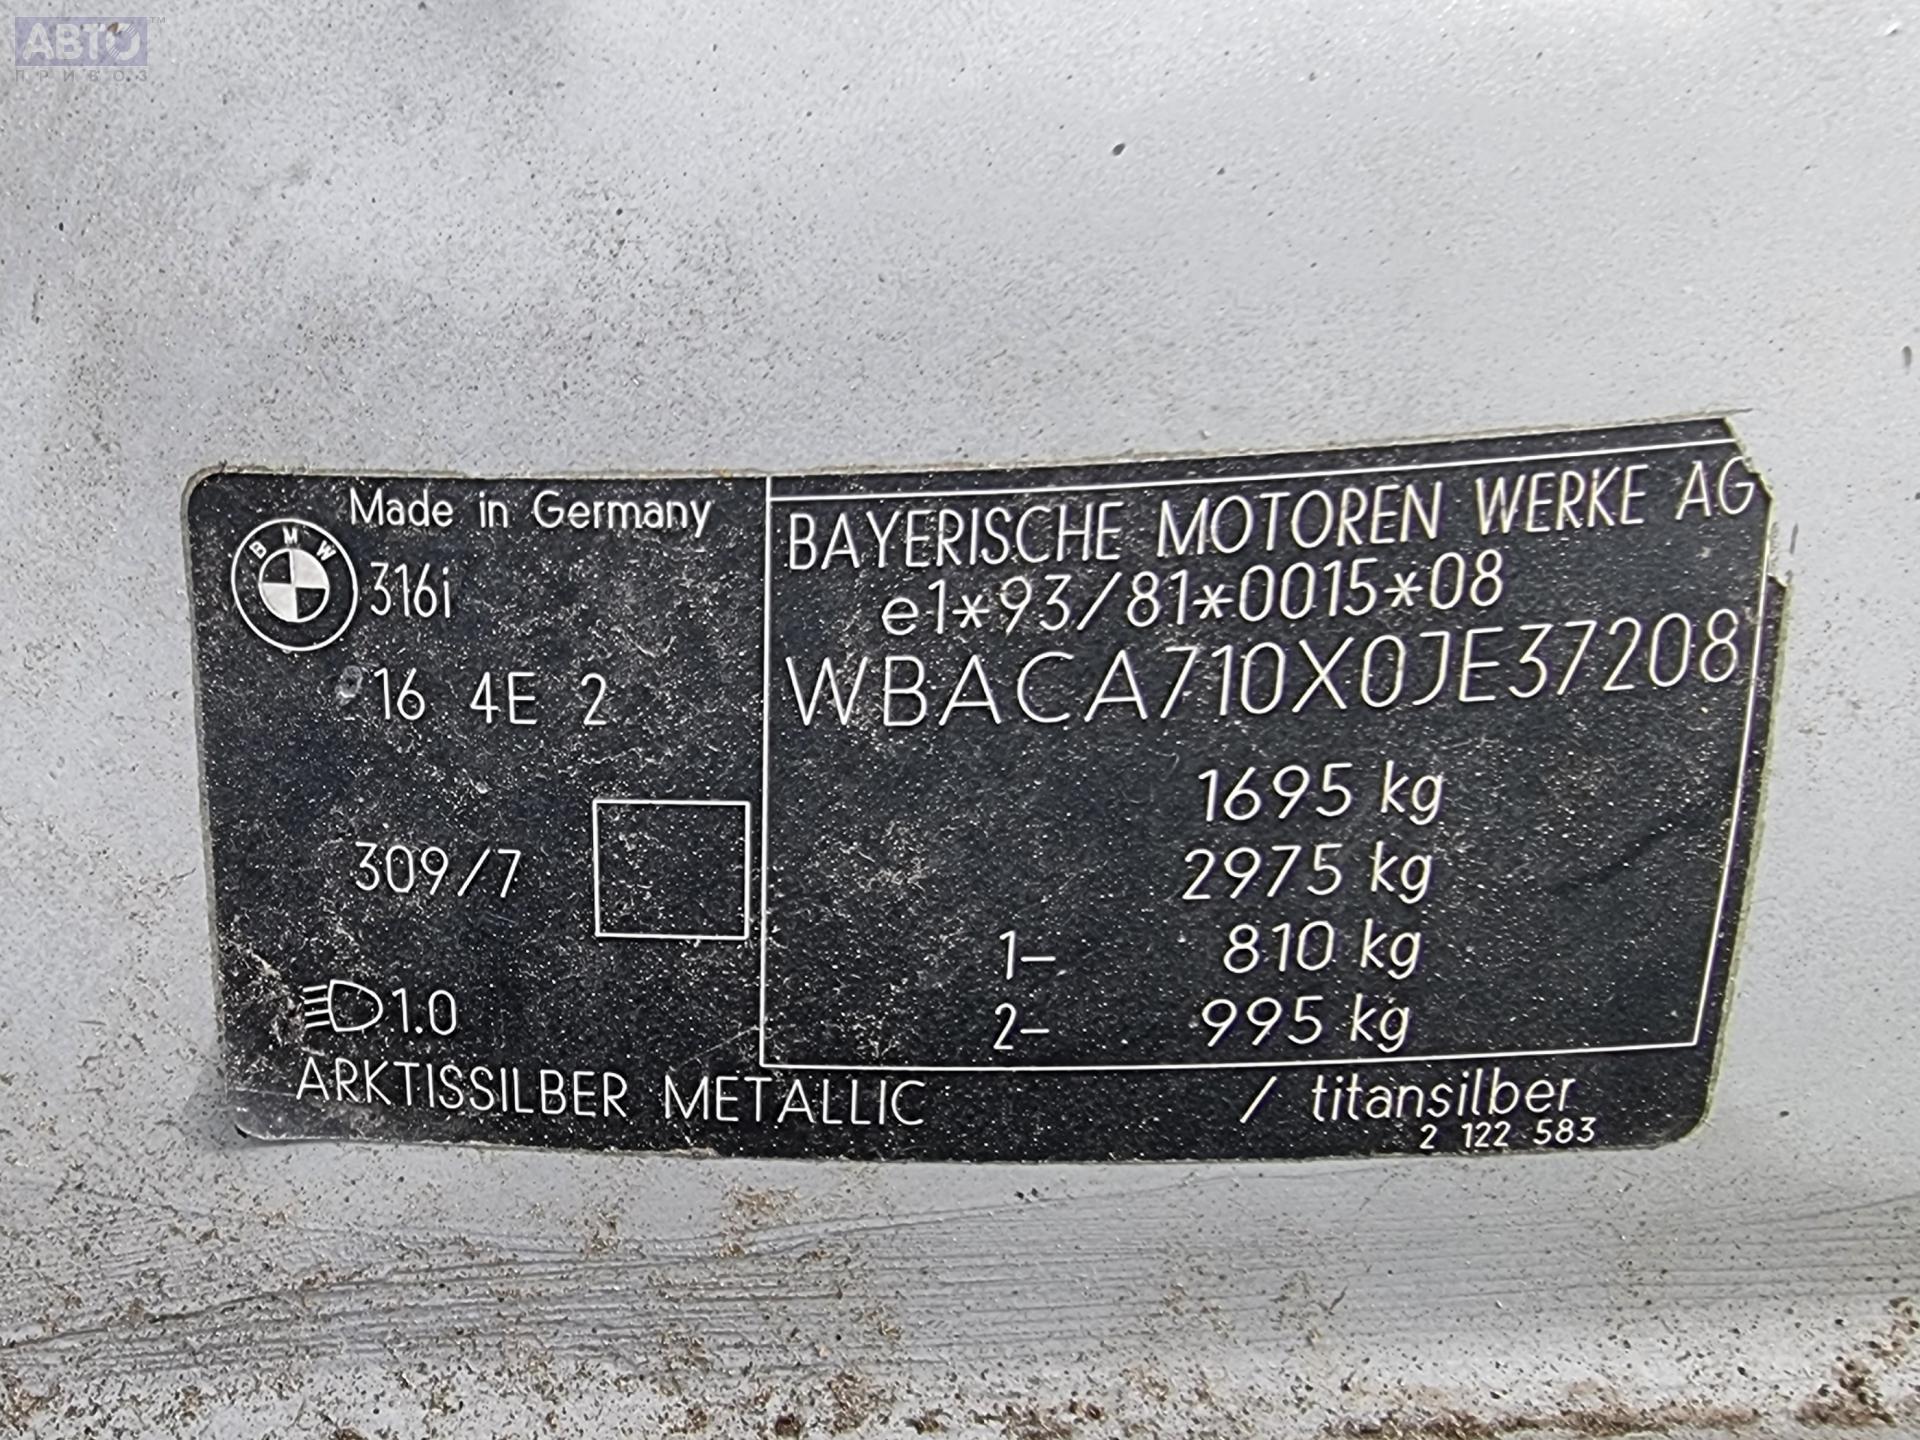 АВТО™
ПРИВОЗ
Made in Germany
BMW
316i
16 4E 2
309/7
1.0
BAYERISCHE MOTOREN WERKE AG
e1*93/81*0015*08
WBACA710X0JE37208
1695 kg
2975 kg
1- 810 kg
2- 995 kg
ARKTISSILBER METALLIC / titansilber
2 122 583